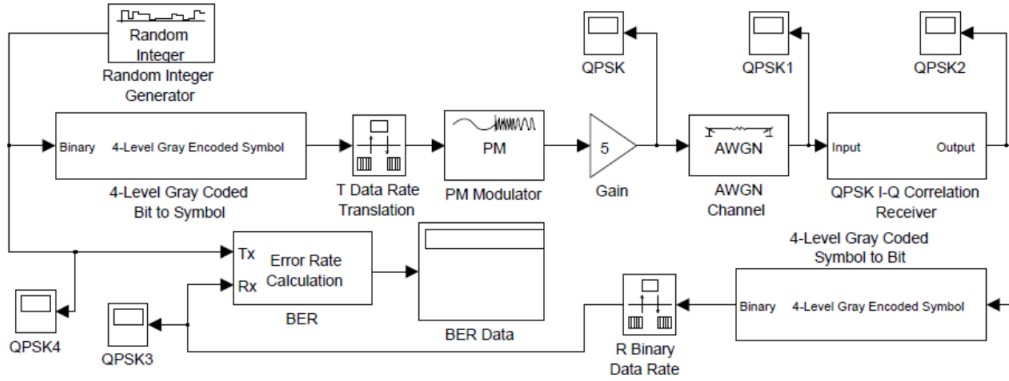 Random
Integer
Random Integer
Generator
QPSK
QPSK1
QPSK2
Binary
4-Level Gray Encoded Symbol
4-Level Gray Coded
Bit to Symbol
T Data Rate
Translation
PM
PM Modulator
5
Gain
AWGN
AWGN
Channel
Input
Output
QPSK I-Q Correlation
Receiver
Tx
Rx
Error Rate
Calculation
BER
BER Data
4-Level Gray Coded
Symbol to Bit
Binary
4-Level Gray Encoded Symbol
R Binary
Data Rate
QPSK4
QPSK3